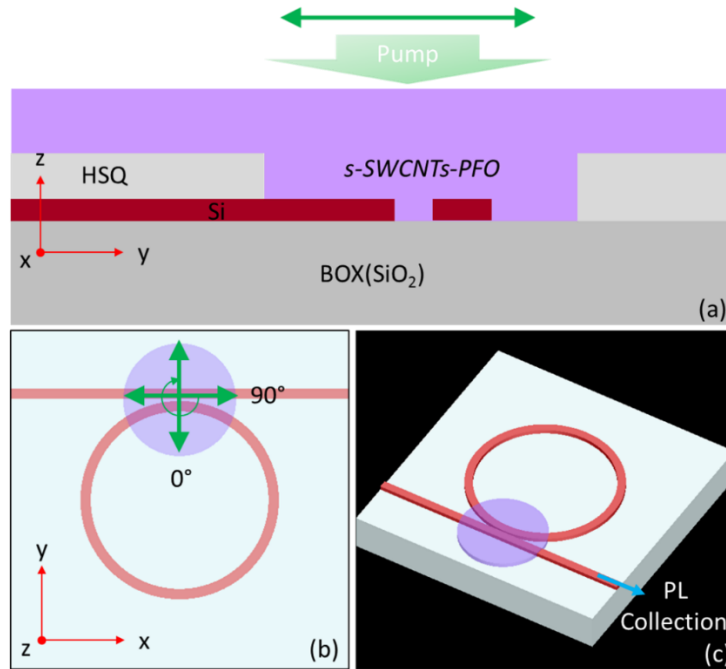 Pump
z
HSQ
s-SWCNTs-PFO
Si
x
y
BOX(SiO₂)
(a)
90°
0°
y
z
x
(b)
PL
Collection
(c)